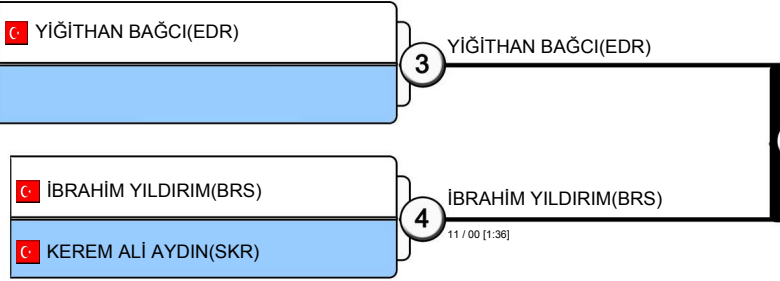 YİĞİTHAN BAĞCI(EDR)
3
YİĞİTHAN BAĞCI(EDR)
İBRAHİM YILDIRIM(BRS)
4
İBRAHİM YILDIRIM(BRS)
11 / 00 [1:36]
KEREM ALİ AYDIN(SKR)